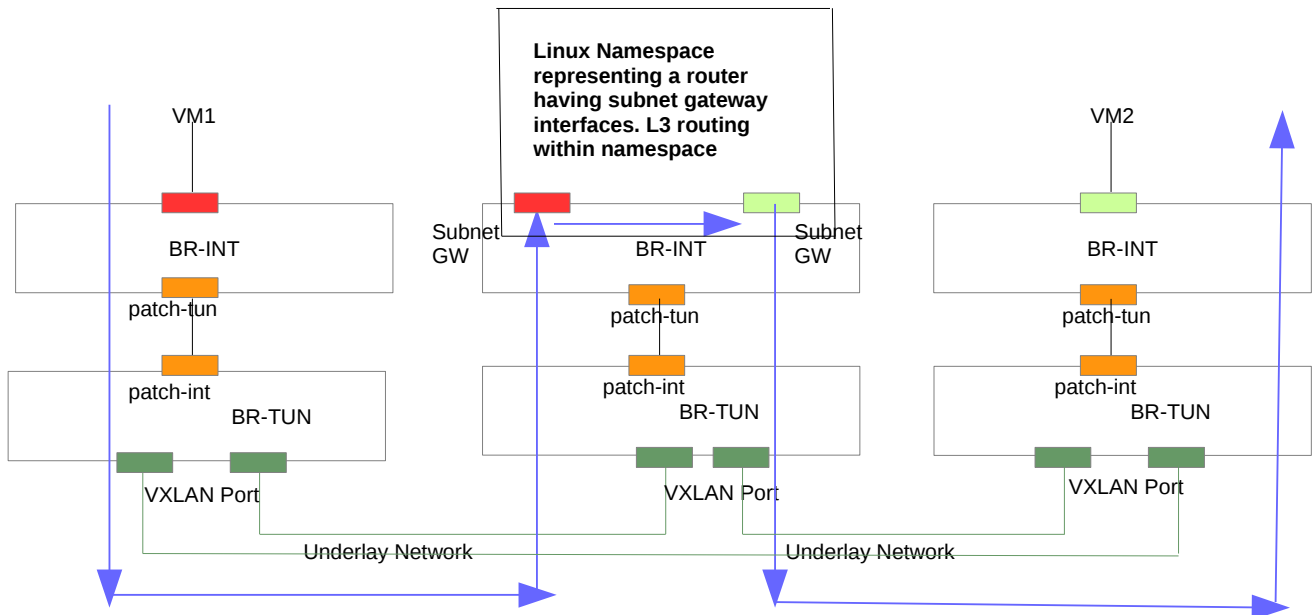 Linux Namespace
representing a router
having subnet gateway
interfaces. L3 routing
within namespace
VM1
VM2
Subnet
GW
Subnet
GW
BR-INT
BR-INT
BR-INT
patch-tun
patch-tun
patch-tun
patch-int
patch-int
patch-int
BR-TUN
BR-TUN
BR-TUN
VXLAN Port
VXLAN Port
VXLAN Port
Underlay Network
Underlay Network